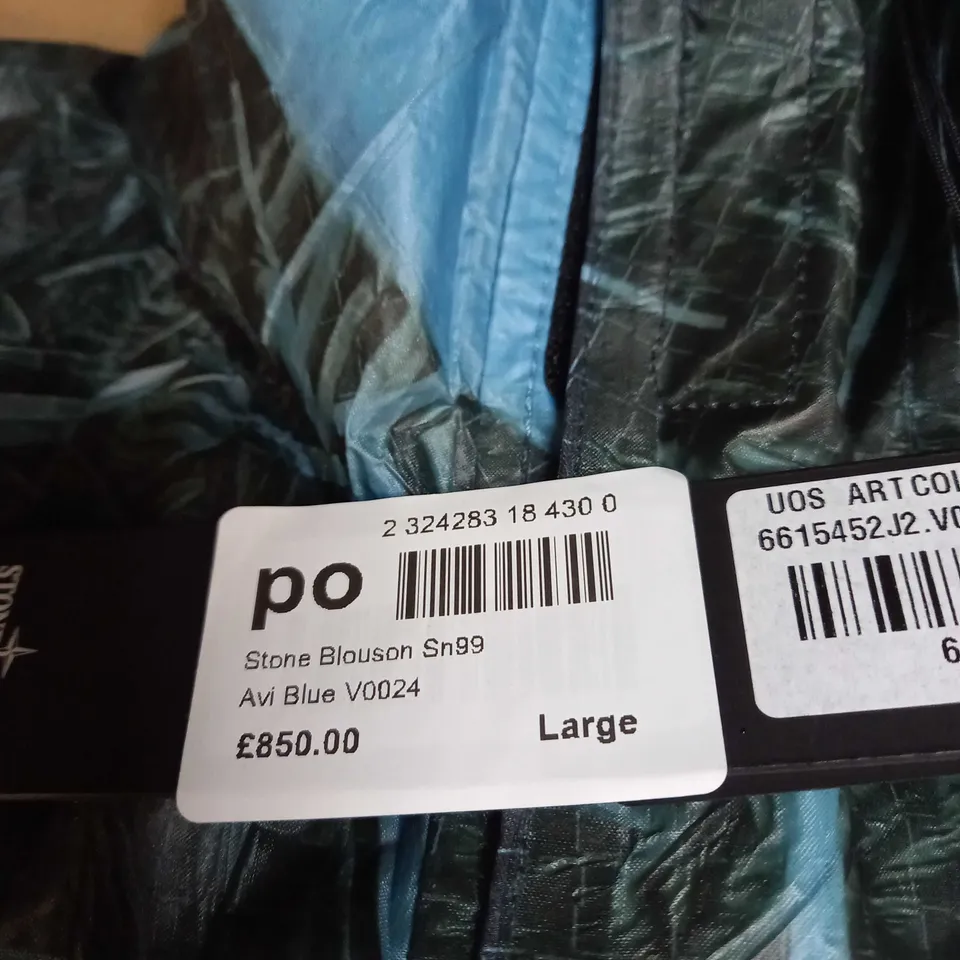 2 324283 18 430 0
po
Stone Blouson Sn99
Avi Blue V0024
£850.00
Large
UOS ARTCOL
6615452J2.V0
6
STON